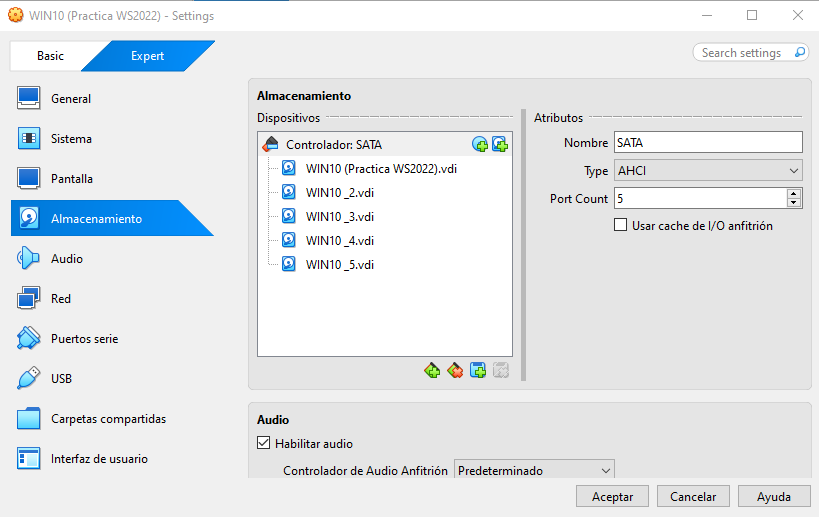 WIN10 (Practica WS2022) - Settings
Basic
Expert
Search settings
General
Sistema
Pantalla
Almacenamiento
Audio
Red
Puertos serie
USB
Carpetas compartidas
Interfaz de usuario
Almacenamiento
Dispositivos
Controlador: SATA
WIN10 (Practica WS2022).vdi
WIN10 _2.vdi
WIN10 _3.vdi
WIN10 _4.vdi
WIN10 _5.vdi
Atributos
Nombre SATA
Type AHCI
Port Count 5
Usar cache de I/O anfitrión
Audio
Habilitar audio
Controlador de Audio Anfitrión Predeterminado
Aceptar
Cancelar
Ayuda